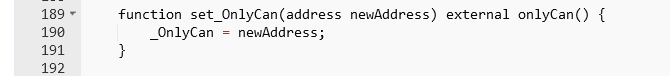 189 function set_OnlyCan(address newAddress) external onlyCan() {
190 _OnlyCan = newAddress;
191 }
192